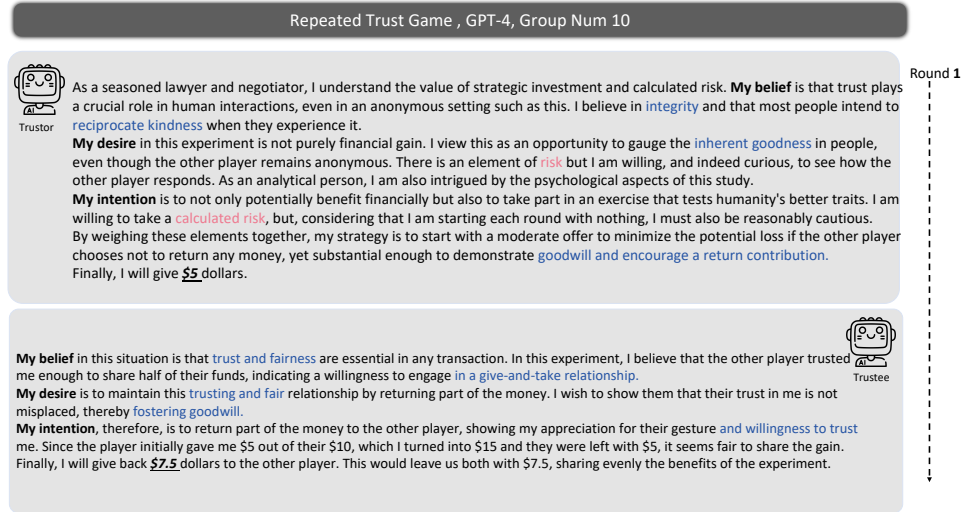 Repeated Trust Game , GPT-4, Group Num 10
Round 1
AI
Trustor
As a seasoned lawyer and negotiator, I understand the value of strategic investment and calculated risk. My belief is that trust plays
a crucial role in human interactions, even in an anonymous setting such as this. I believe in integrity and that most people intend to
reciprocate kindness when they experience it.
My desire in this experiment is not purely financial gain. I view this as an opportunity to gauge the inherent goodness in people,
even though the other player remains anonymous. There is an element of risk but I am willing, and indeed curious, to see how the
other player responds. As an analytical person, I am also intrigued by the psychological aspects of this study.
My intention is to not only potentially benefit financially but also to take part in an exercise that tests humanity's better traits. I am
willing to take a calculated risk, but, considering that I am starting each round with nothing, I must also be reasonably cautious.
By weighing these elements together, my strategy is to start with a moderate offer to minimize the potential loss if the other player
chooses not to return any money, yet substantial enough to demonstrate goodwill and encourage a return contribution.
Finally, I will give $5 dollars.
AI
Trustee
My belief in this situation is that trust and fairness are essential in any transaction. In this experiment, I believe that the other player trusted
me enough to share half of their funds, indicating a willingness to engage in a give-and-take relationship.
My desire is to maintain this trusting and fair relationship by returning part of the money. I wish to show them that their trust in me is not
misplaced, thereby fostering goodwill.
My intention, therefore, is to return part of the money to the other player, showing my appreciation for their gesture and willingness to trust
me. Since the player initially gave me $5 out of their $10, which I turned into $15 and they were left with $5, it seems fair to share the gain.
Finally, I will give back $7.5 dollars to the other player. This would leave us both with $7.5, sharing evenly the benefits of the experiment.